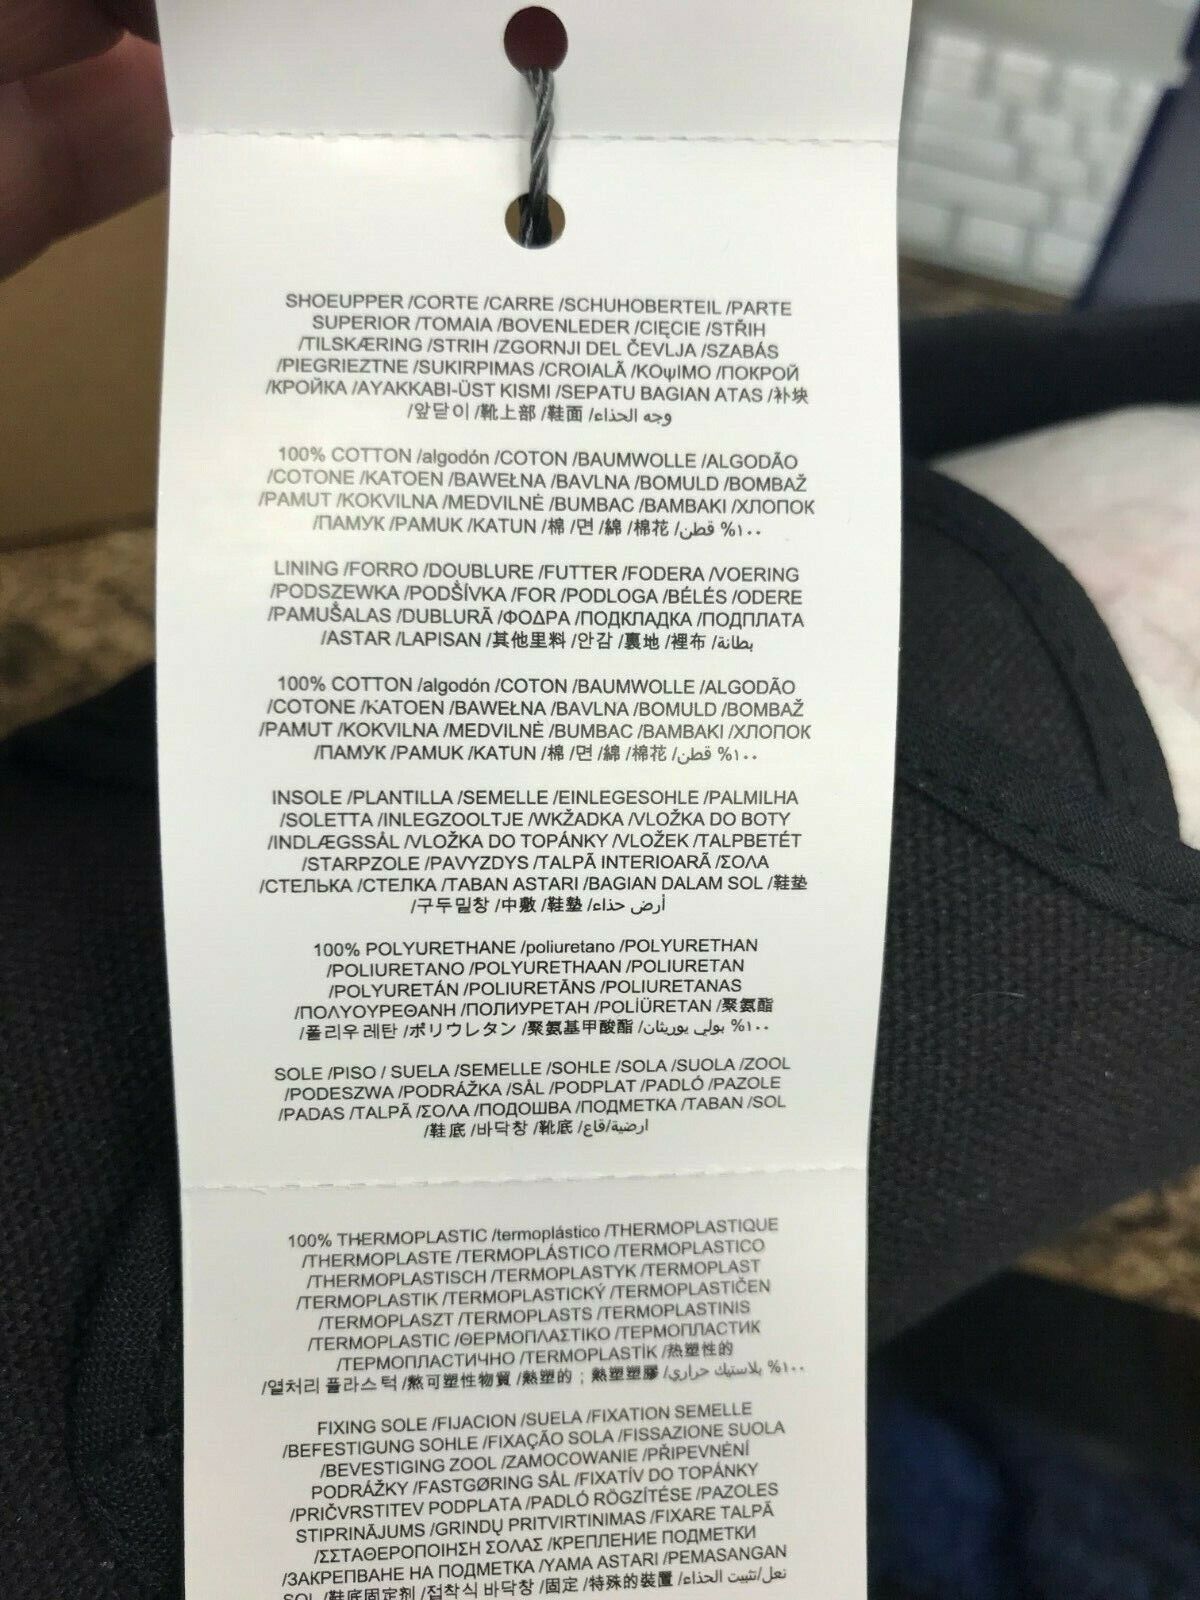 SHOEUPPER /CORTE /CARRE /SCHUHOBERTEIL /PARTE
SUPERIOR /TOMAIA /BOVENLEDER /CIĘCIE /STŘIH
/TILSKÆRING /STRIH /ZGORNJI DEL ČEVLJA /SZABÁS
/PIEGRIEZTNE /SUKIRPIMAS /CROIALÃ /ΚΟψΙΜΟ /ПОКРОЙ
/КРОЙКА /AYAKKABI-ÜST KISMI /SEPATU BAGIAN ATAS /补块
/앞닫이 /靴上部 /鞋面 /وجه الحذاء
100% COTTON /algodón /COTON /BAUMWOLLE /ALGODÃO
/COTONE /KATOEN /BAWEŁNA /BAVLNA /BOMULD /BOMBAŽ
/PAMUT /KOKVILNA /MEDVILNĖ /BUMBAC /BAMBAKI /ХЛОПОК
/ПАМУК /PAMUK /KATUN /棉 /면 /綿 /棉花 /قطن %١٠٠
LINING /FORRO /DOUBLURE /FUTTER /FODERA /VOERING
/PODSZEWKA /PODŠÍVKA /FOR /PODLOGA /BÉLÉS /ODERE
/PAMUŠALAS /DUBLURÃ /ΦΟΔΡΑ /ПОДКЛАДКА /ПОДПЛАТА
/ASTAR /LAPISAN /其他里料 /안감 /裏地 /裡布 /بطانة
100% COTTON /algodón /COTON /BAUMWOLLE /ALGODÃO
/COTONE /KATOEN /BAWEŁNA /BAVLNA /BOMULD /BOMBAŽ
/PAMUT /KOKVILNA /MEDVILNĖ /BUMBAC /BAMBAKI /ХЛОПОК
/ПАМУК /PAMUK /KATUN /棉 /면 /綿 /棉花 /قطن %١٠٠
INSOLE /PLANTILLA /SEMELLE /EINLEGESOHLE /PALMILHA
/SOLETTA /INLEGZOOLTJE /WKŽADKA /VLOŽKA DO BOTY
/INDLÆGSSÅL /VLOŽKA DO TOPÁNKY /VLOŽEK /TALPBETÉT
/STARPZOLE /PAVYZDYS /TALPÃ INTERIOARÃ /ΣΟΛΑ
/СТЕЛЬКА /СТЕЛКА /TABAN ASTARI /BAGIAN DALAM SOL /鞋垫
/구두밑창 /中敷 /鞋墊 /أرض حذاء
100% POLYURETHANE /poliuretano /POLYURETHAN
/POLIURETANO /POLYURETHAAN /POLIURETAN
/POLYURETÁN /POLIURETĀNS /POLIURETANAS
/ΠΟΛΥΟΥΡΕΘΑΝΗ /ПОЛИУРЕТАН /POLİÜRETAN /聚氨酯
/폴리우레탄 /ポリウレタン /聚氨基甲酸酯 /بولي يوريثان %١٠٠
SOLE /PISO / SUELA /SEMELLE /SOHLE /SOLA /SUOLA /ZOOL
/PODESZWA /PODRÁŽKA /SÅL /PODPLAT /PADLÓ /PAZOLE
/PADAS /TALPÃ /ΣΟΛΑ /ПОДОШВА /ПОДМЕТКА /TABAN /SOL
/鞋底 /바닥창 /靴底 /ارضية/قاع
100% THERMOPLASTIC /termoplástico /THERMOPLASTIQUE
/THERMOPLASTE /TERMOPLÁSTICO /TERMOPLASTICO
/THERMOPLASTISCH /TERMOPLASTYK /TERMOPLAST
/TERMOPLASTIK /TERMOPLASTICKÝ /TERMOPLASTIČEN
/TERMOPLASZT /TERMOPLASTS /TERMOPLASTINIS
/TERMOPLASTIC /ΘΕΡΜΟΠΛΑΣΤΙΚΟ /ТЕРМОПЛАСТИК
/ТЕРМОПЛАСТИЧНО /TERMOPLASTİK /热塑性的
/열처리 플라스틱 /熱可塑性物質 /熱塑的 ; 熱塑塑膠 /بلاستيك حراري %١٠٠
FIXING SOLE /FIJACION /SUELA /FIXATION SEMELLE
/BEFESTIGUNG SOHLE /FIXAÇÃO SOLA /FISSAZIONE SUOLA
/BEVESTIGING ZOOL /ZAMOCOWANIE /PŘIPEVNĚNÍ
PODRÁŽKY /FASTGØRING SÅL /FIXATÍV DO TOPÁNKY
/PRIČVRSTITEV PODPLATA /PADLÓ RÖGZÍTÉSE /PAZOLES
STIPRINĀJUMS /GRINDŲ PRITVIRTINIMAS /FIXARE TALPÃ
/ΣΣΤΑΘΕΡΟΠΟΙΗΣΗ ΣΟΛΑΣ /КРЕПЛЕНИЕ ПОДМЕТКИ
/ЗАКРЕПВАНЕ НА ПОДМЕТКА /YAMA ASTARI /PEMASANGAN
SOL /鞋底固定剂 /접착식 바닥창 /固定 /特殊的裝置 /نعل/تثبيت الحذاء